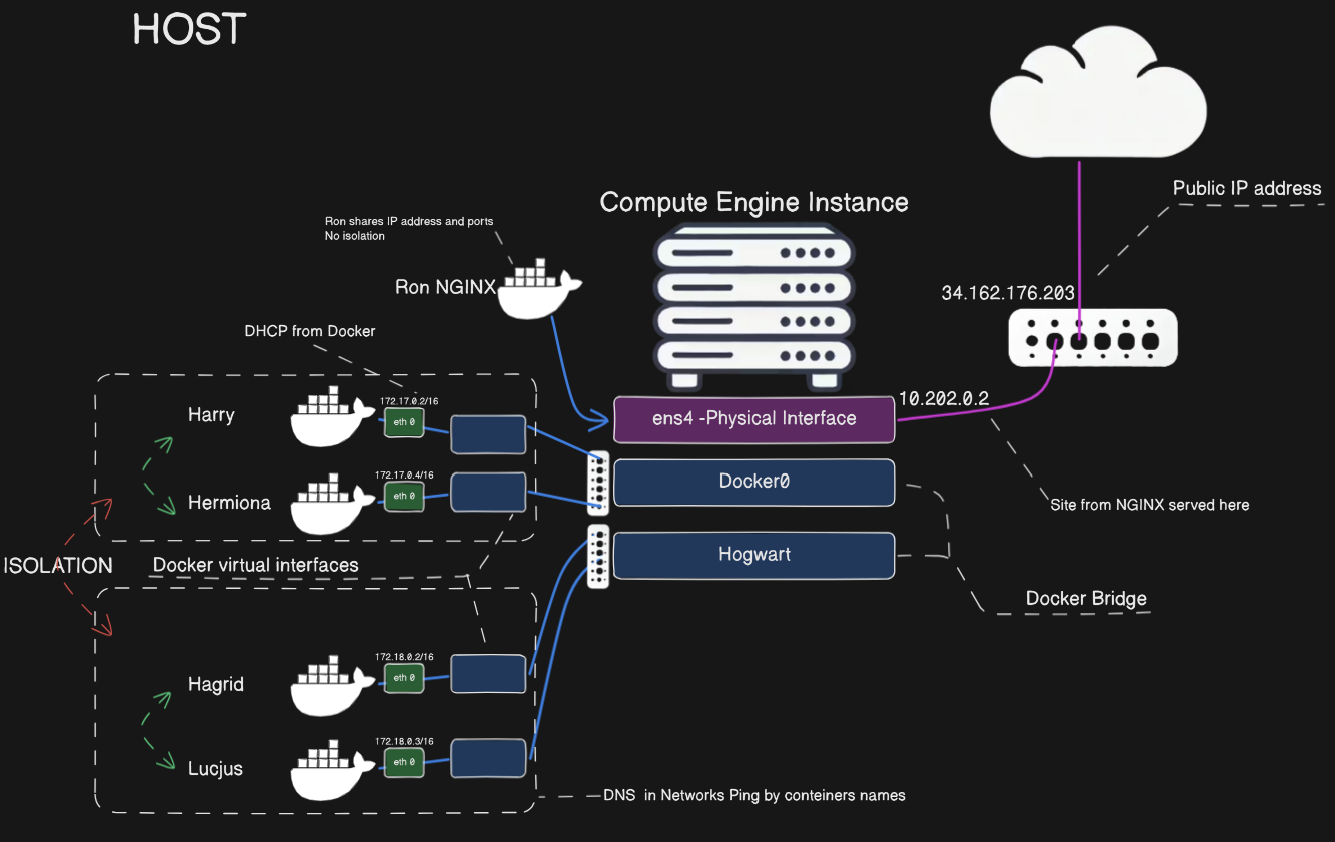 HOST
Public IP address
Compute Engine Instance
Ron shares IP address and ports
No isolation
Ron NGINX
34.162.176.203
DHCP from Docker
10.202.0.2
172.17.0.2/16
Harry
eth 0
ens4 -Physical Interface
172.17.0.4/16
Hermiona
eth 0
Docker0
Site from NGINX served here
ISOLATION
Docker virtual interfaces
Hogwart
Docker Bridge
172.18.0.2/16
Hagrid
eth 0
172.18.0.3/16
Lucjus
eth 0
DNS in Networks Ping by conteiners names